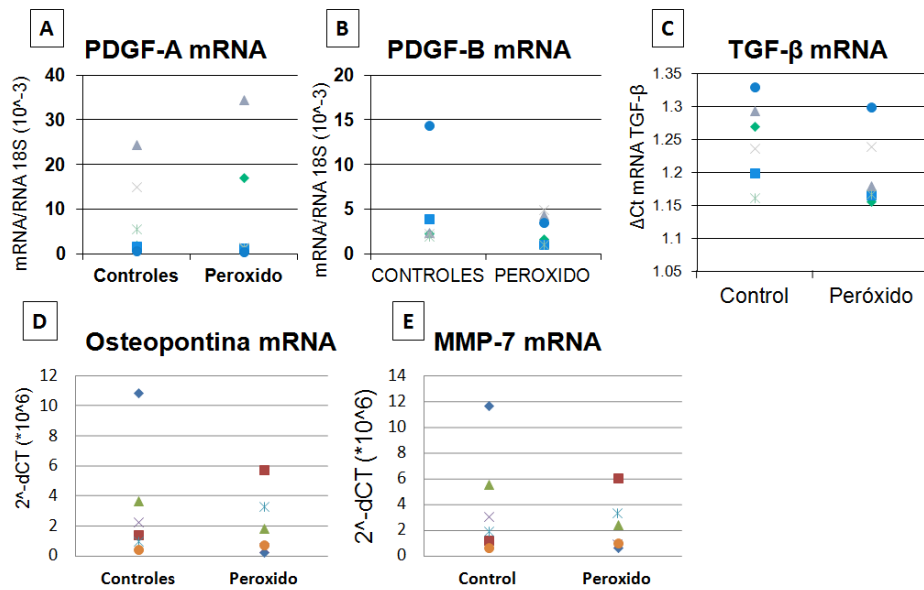 A
PDGF-A mRNA
mRNA/RNA 18S (10^-3)
40
30
20
10
0
Controles
Peroxido
B
PDGF-B mRNA
mRNA/RNA 18S (10^-3)
20
15
10
5
0
CONTROLES
PEROXIDO
C
TGF-β mRNA
ΔCt mRNA TGF-β
1.35
1.3
1.25
1.2
1.15
1.1
1.05
Control
Peróxido
D
Osteopontina mRNA
2^-dCT (*10^6)
12
10
8
6
4
2
0
Controles
Peroxido
E
MMP-7 mRNA
2^-dCT (*10^6)
14
12
10
8
6
4
2
0
Control
Peroxido